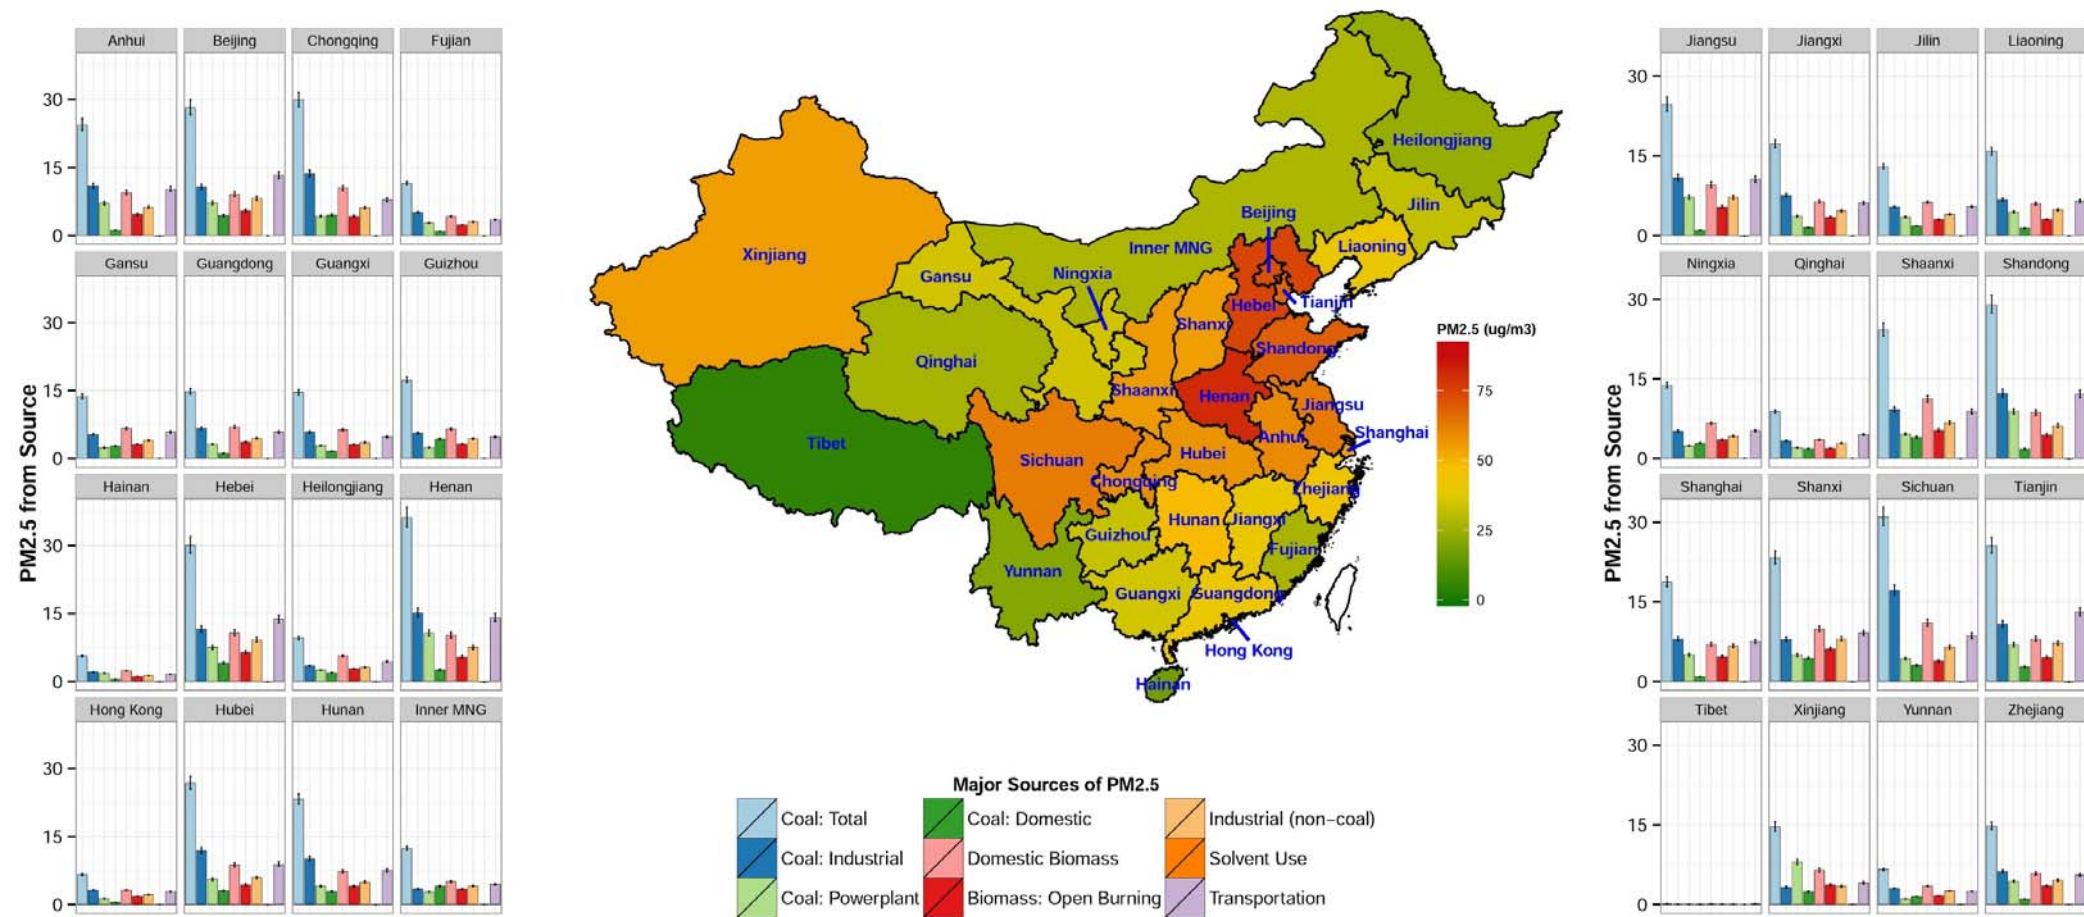 Anhui Beijing Chongqing Fujian
30
15
0
Gansu Guangdong Guangxi Guizhou
30
15
0
Hainan Hebei Heilongjiang Henan
30
15
0
Hong Kong Hubei Hunan Inner MNG
30
15
0
PM2.5 from Source
Heilongjiang
Jilin
Beijing
Liaoning
Inner MNG
Xinjiang
Ningxia
Gansu
Tianjin
Hebei
Shanxi
Shandong
Qinghai
Shaanxi
Henan
Jiangsu
Shanghai
Anhui
Tibet
Hubei
Sichuan
Chongqing
Zhejiang
Hunan
Jiangxi
Guizhou
Fujian
Yunnan
Guangxi
Guangdong
Hong Kong
Hainan
PM2.5 (ug/m3)
75
50
25
0
Major Sources of PM2.5
Coal: Total
Coal: Industrial
Coal: Powerplant
Coal: Domestic
Domestic Biomass
Biomass: Open Burning
Industrial (non-coal)
Solvent Use
Transportation
Jiangsu Jiangxi Jilin Liaoning
30
15
0
Ningxia Qinghai Shaanxi Shandong
30
15
0
Shanghai Shanxi Sichuan Tianjin
30
15
0
Tibet Xinjiang Yunnan Zhejiang
30
15
0
PM2.5 from Source